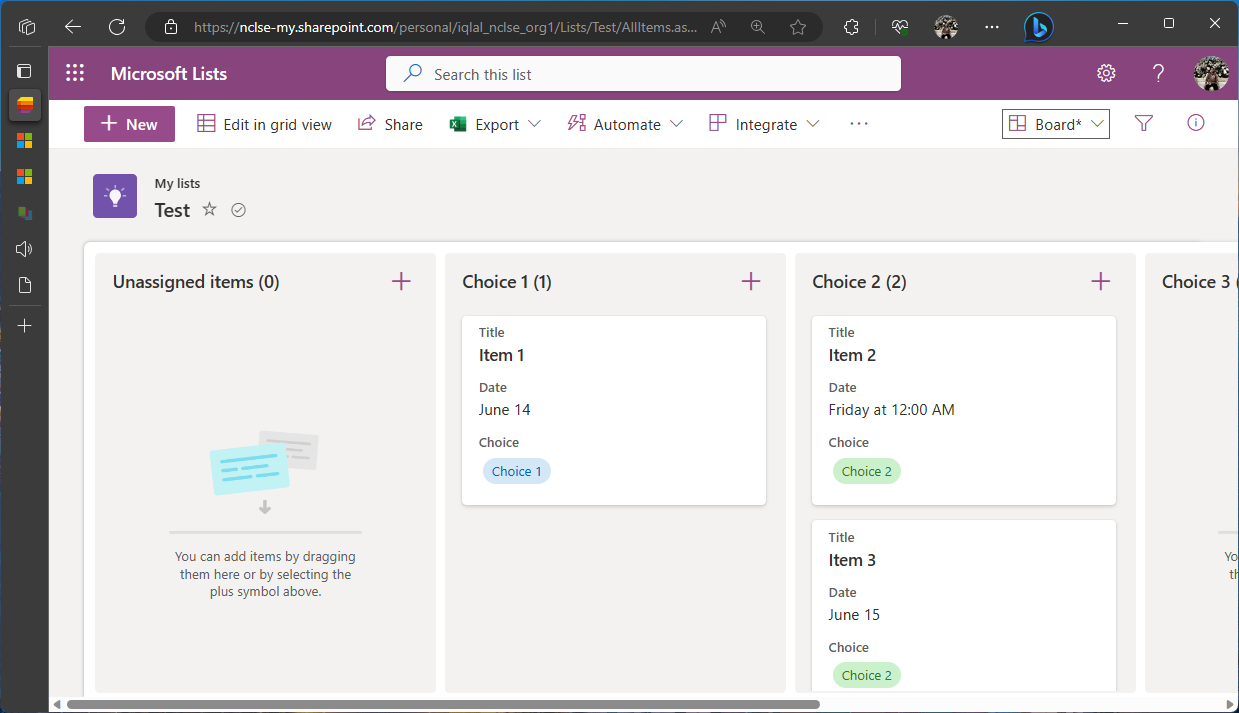 https://nclse-my.sharepoint.com/personal/iqlal_nclse_org1/Lists/Test/AllItems.as...
Microsoft Lists
Search this list
New
Edit in grid view
Share
Export
Automate
Integrate
Board*
My lists
Test
Unassigned items (0)
You can add items by dragging
them here or by selecting the
plus symbol above.
Choice 1 (1)
Title
Item 1
Date
June 14
Choice
Choice 1
Choice 2 (2)
Title
Item 2
Date
Friday at 12:00 AM
Choice
Choice 2
Title
Item 3
Date
June 15
Choice
Choice 2
Choice 3 (